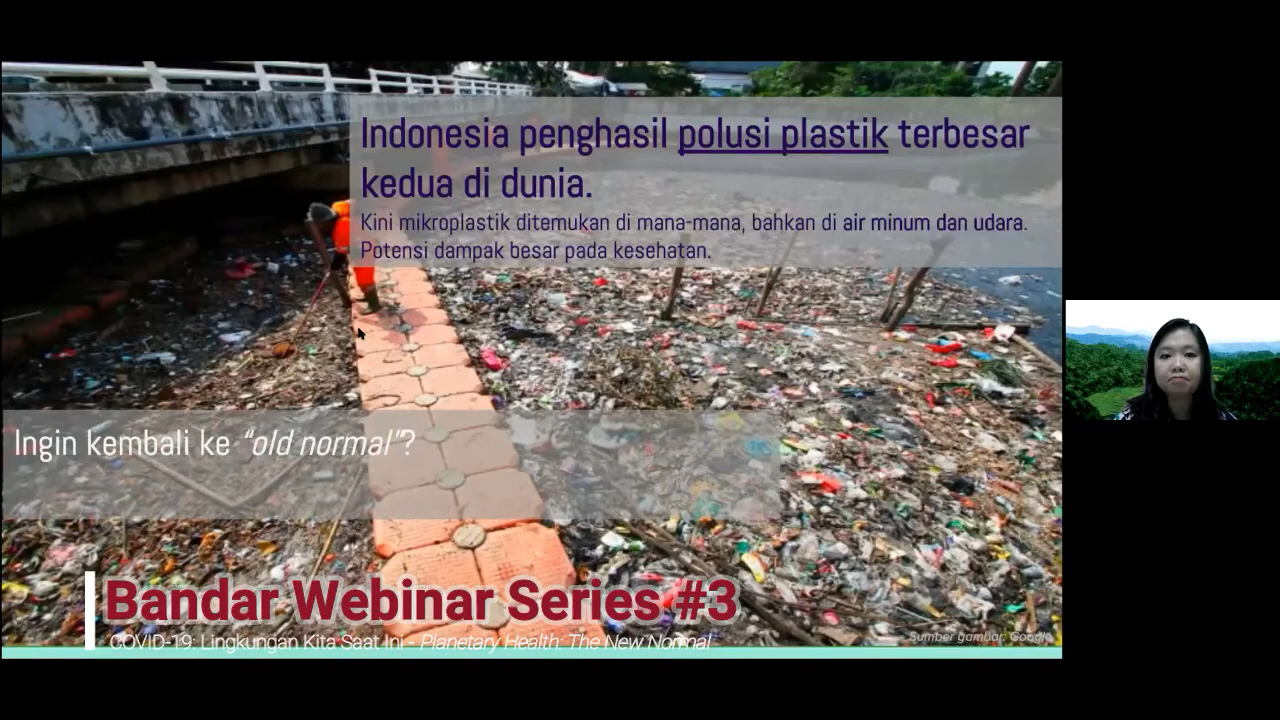 Indonesia penghasil polusi plastik terbesar
kedua di dunia.
Kini mikroplastik ditemukan di mana-mana, bahkan di air minum dan udara.
Potensi dampak besar pada kesehatan.
Ingin kembali ke “old normal”?
Bandar Webinar Series #3
COVID-19: Lingkungan Kita Saat Ini - Planetary Health: The New Normal
Sumber gambar: Google